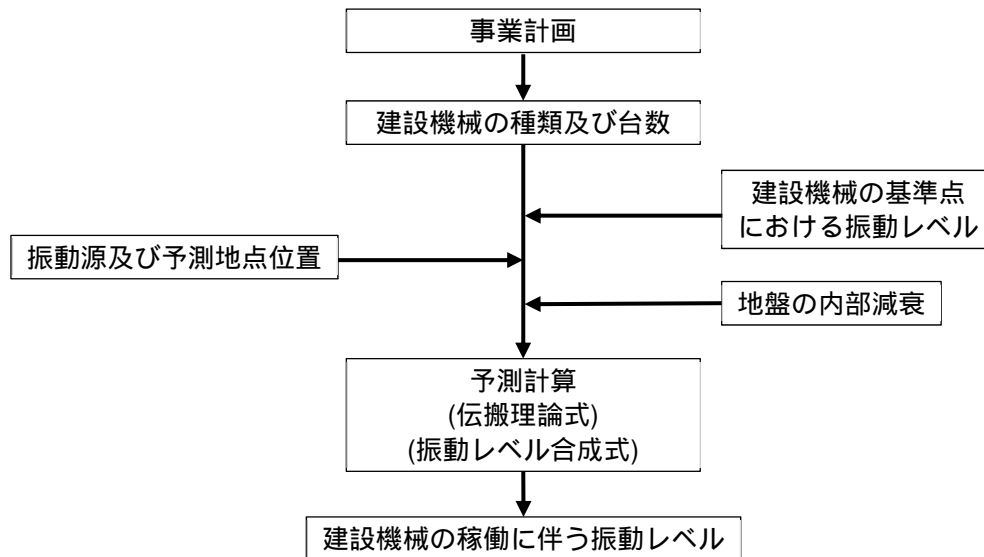 事業計画
建設機械の種類及び台数
建設機械の基準点
における振動レベル
振動源及び予測地点位置
地盤の内部減衰
予測計算
(伝搬理論式)
(振動レベル合成式)
建設機械の稼働に伴う振動レベル